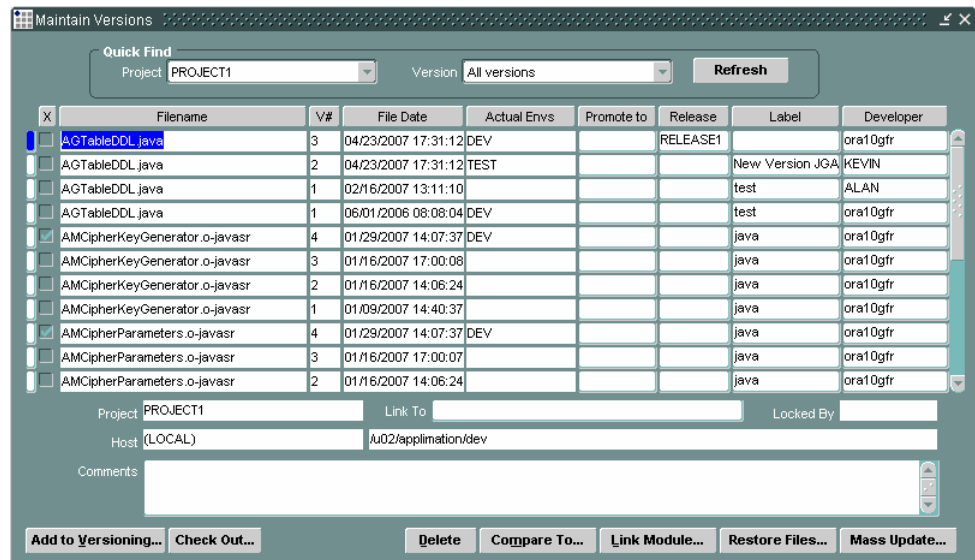 Maintain Versions
Quick Find
Project PROJECT1 Version All versions Refresh
X Filename V# File Date Actual Envs Promote to Release Label Developer
AGTableDDL.java 3 04/23/2007 17:31:12 DEV RELEASE1 ora10gfr
AGTableDDL.java 2 04/23/2007 17:31:12 TEST New Version JGA KEVIN
AGTableDDL.java 1 02/16/2007 13:11:10 test ALAN
AGTableDDL.java 1 06/01/2006 08:08:04 DEV test ora10gfr
AMCipherKeyGenerator.o-javasr 4 01/29/2007 14:07:37 DEV java ora10gfr
AMCipherKeyGenerator.o-javasr 3 01/16/2007 17:00:08 java ora10gfr
AMCipherKeyGenerator.o-javasr 2 01/16/2007 14:06:24 java ora10gfr
AMCipherKeyGenerator.o-javasr 1 01/09/2007 14:40:37 java ora10gfr
AMCipherParameters.o-javasr 4 01/29/2007 14:07:37 DEV java ora10gfr
AMCipherParameters.o-javasr 3 01/16/2007 17:00:07 java ora10gfr
AMCipherParameters.o-javasr 2 01/16/2007 14:06:24 java ora10gfr
Project PROJECT1 Link To Locked By
Host (LOCAL) /u02/applimation/dev
Comments
Add to Versioning... Check Out... Delete Compare To... Link Module... Restore Files... Mass Update...